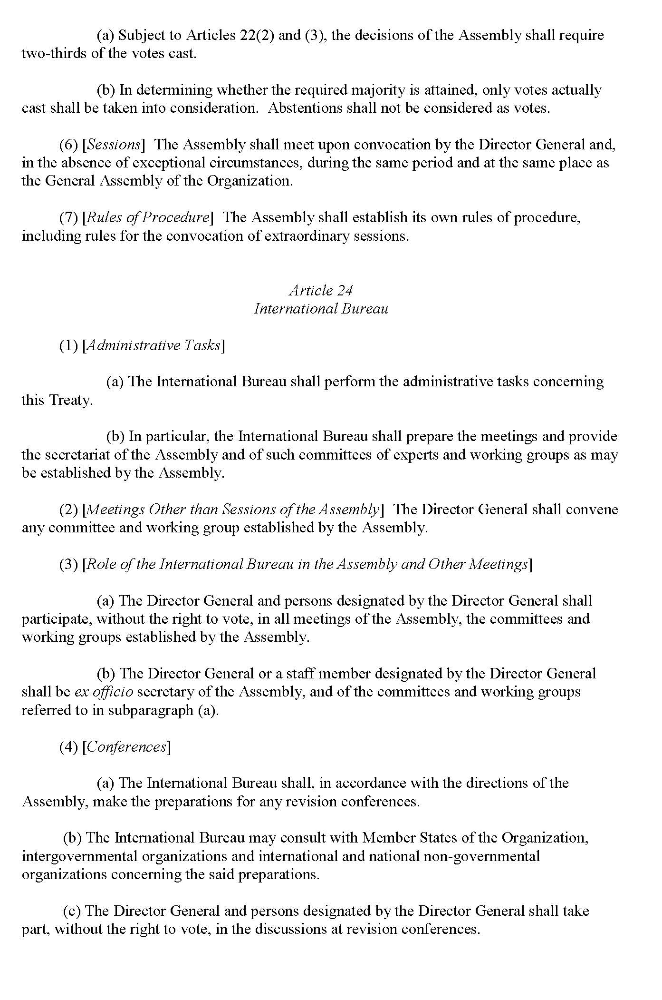 (a) Subject to Articles 22(2) and (3), the decisions of the Assembly shall require
two-thirds of the votes cast.
(b) In determining whether the required majority is attained, only votes actually
cast shall be taken into consideration.  Abstentions shall not be considered as votes.
(6) [Sessions]  The Assembly shall meet upon convocation by the Director General and,
in the absence of exceptional circumstances, during the same period and at the same place as
the General Assembly of the Organization.
(7) [Rules of Procedure]  The Assembly shall establish its own rules of procedure,
including rules for the convocation of extraordinary sessions.
Article 24
International Bureau
(1) [Administrative Tasks]
(a) The International Bureau shall perform the administrative tasks concerning
this Treaty.
(b) In particular, the International Bureau shall prepare the meetings and provide
the secretariat of the Assembly and of such committees of experts and working groups as may
be established by the Assembly.
(2) [Meetings Other than Sessions of the Assembly]  The Director General shall convene
any committee and working group established by the Assembly.
(3) [Role of the International Bureau in the Assembly and Other Meetings]
(a) The Director General and persons designated by the Director General shall
participate, without the right to vote, in all meetings of the Assembly, the committees and
working groups established by the Assembly.
(b) The Director General or a staff member designated by the Director General
shall be ex officio secretary of the Assembly, and of the committees and working groups
referred to in subparagraph (a).
(4) [Conferences]
(a) The International Bureau shall, in accordance with the directions of the
Assembly, make the preparations for any revision conferences.
(b) The International Bureau may consult with Member States of the Organization,
intergovernmental organizations and international and national non-governmental
organizations concerning the said preparations.
(c) The Director General and persons designated by the Director General shall take
part, without the right to vote, in the discussions at revision conferences.